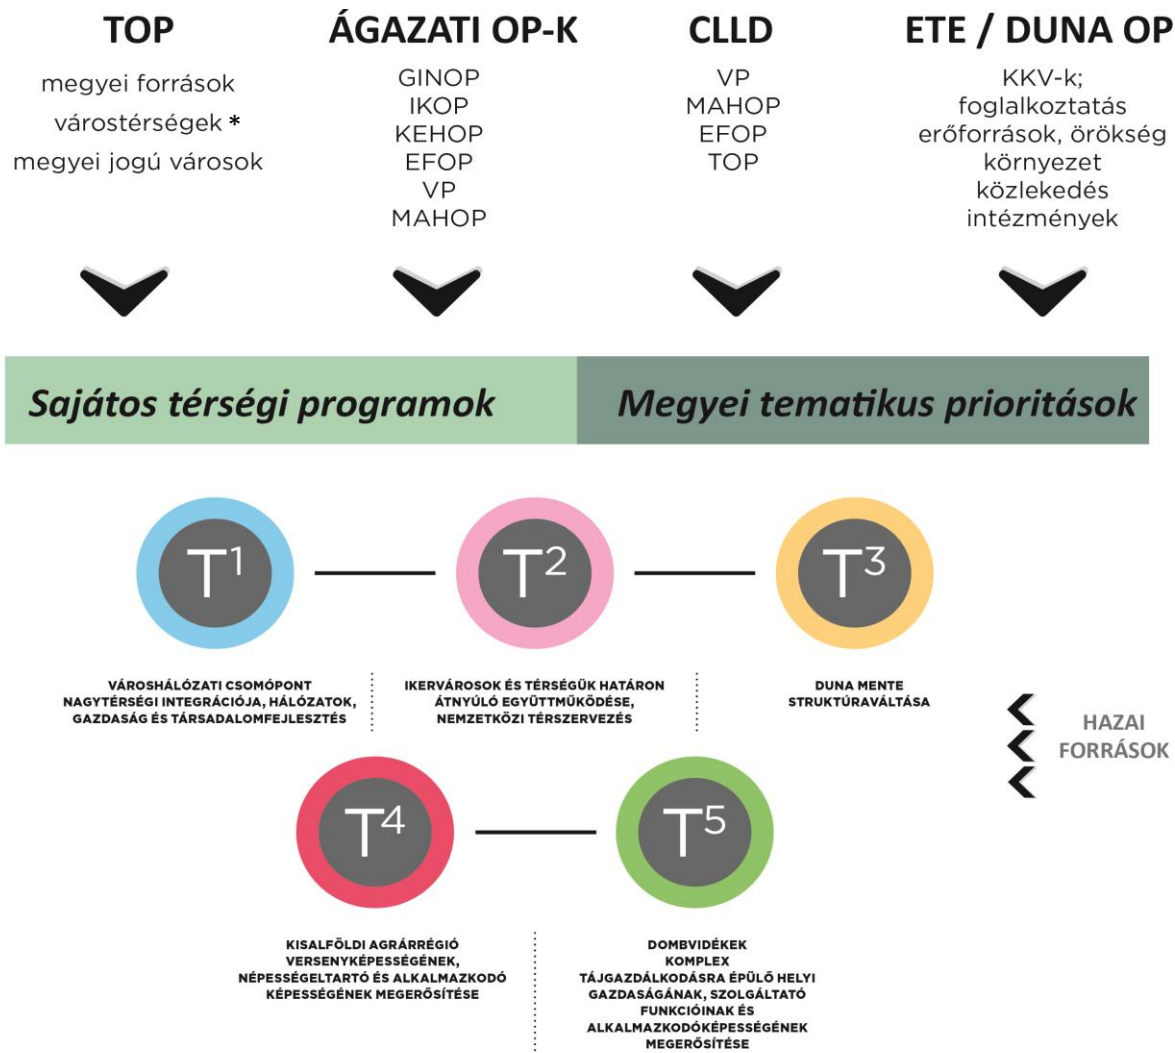 TOP
megyei források
várostérségek *
megyei jogú városok
ÁGAZATI OP-K
GINOP
IKOP
KEHOP
EFOP
VP
MAHOP
CLLD
VP
MAHOP
EFOP
TOP
ETE / DUNA OP
KKV-k;
foglalkoztatás
erőforrások, örökség
környezet
közlekedés
intézmények
Sajátos térségi programok
Megyei tematikus prioritások
T1
T2
T3
VÁROSHÁLÓZATI CSOMÓPONT
NAGYTÉRSÉGI INTEGRÁCIÓJA, HÁLÓZATOK,
GAZDASÁG ÉS TÁRSADALOMFEJLESZTÉS
IKERVÁROSOK ÉS TÉRSÉGÜK HATÁRON
ÁTNYÚLÓ EGYÜTTMŰKÖDÉSE,
NEMZETKÖZI TÉRSZERVEZÉS
DUNA MENTE
STRUKTÚRAVÁLTÁSA
HAZAI
FORRÁSOK
T4
T5
KISALFÖLDI AGRÁRRÉGIÓ
VERSENYKÉPESSÉGÉNEK,
NÉPESSÉGELTARTÓ ÉS ALKALMAZKODÓ
KÉPESSÉGÉNEK MEGERŐSÍTÉSE
DOMBVIDÉKEK
KOMPLEX
TÁJGAZDÁLKODÁSRA ÉPÜLŐ HELYI
GAZDASÁGÁNAK, SZOLGÁLTATÓ
FUNKCIÓINAK ÉS
ALKALMAZKODÓKÉPESSÉGÉNEK
MEGERŐSÍTÉSE